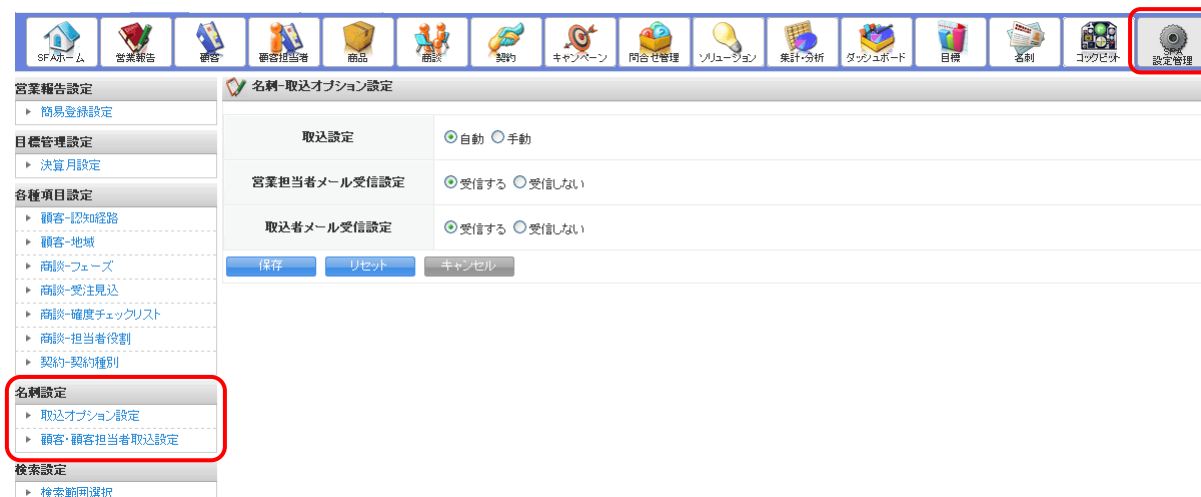 SFAホーム
営業報告
顧客
顧客担当者
商品
商談
契約
キャンペーン
問合せ管理
ソリューション
集計・分析
ダッシュボード
目標
名刺
コックピット
SPA
設定管理
営業報告設定
簡易登録設定
目標管理設定
決算月設定
各種項目設定
顧客-認知経路
顧客-地域
商談-フェーズ
商談-受注見込
商談-確度チェックリスト
商談-担当者役割
契約-契約種別
名刺設定
取込オプション設定
顧客・顧客担当者取込設定
検索設定
検索範囲選択
名刺-取込オプション設定
取込設定 自動 手動
営業担当者メール受信設定 受信する 受信しない
取込者メール受信設定 受信する 受信しない
保存 リセット キャンセル